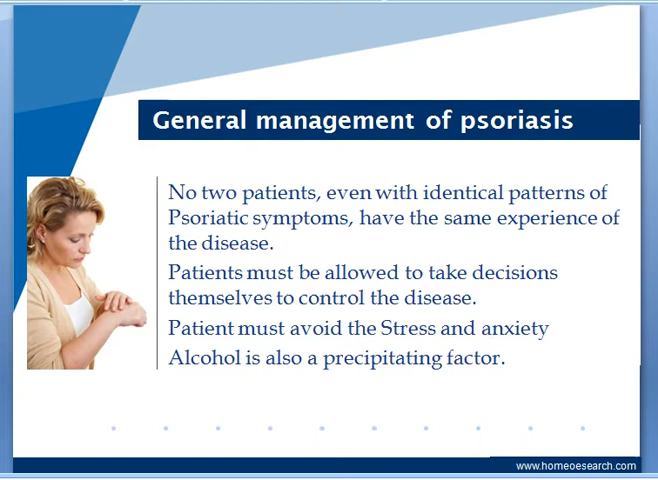 General management of psoriasis
No two patients, even with identical patterns of
Psoriatic symptoms, have the same experience of
the disease.
Patients must be allowed to take decisions
themselves to control the disease.
Patient must avoid the Stress and anxiety
Alcohol is also a precipitating factor.
www.homeoesearch.com